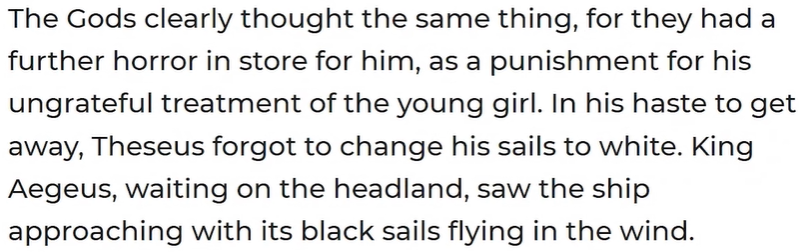 The Gods clearly thought the same thing, for they had a
further horror in store for him, as a punishment for his
ungrateful treatment of the young girl. In his haste to get
away, Theseus forgot to change his sails to white. King
Aegeus, waiting on the headland, saw the ship
approaching with its black sails flying in the wind.